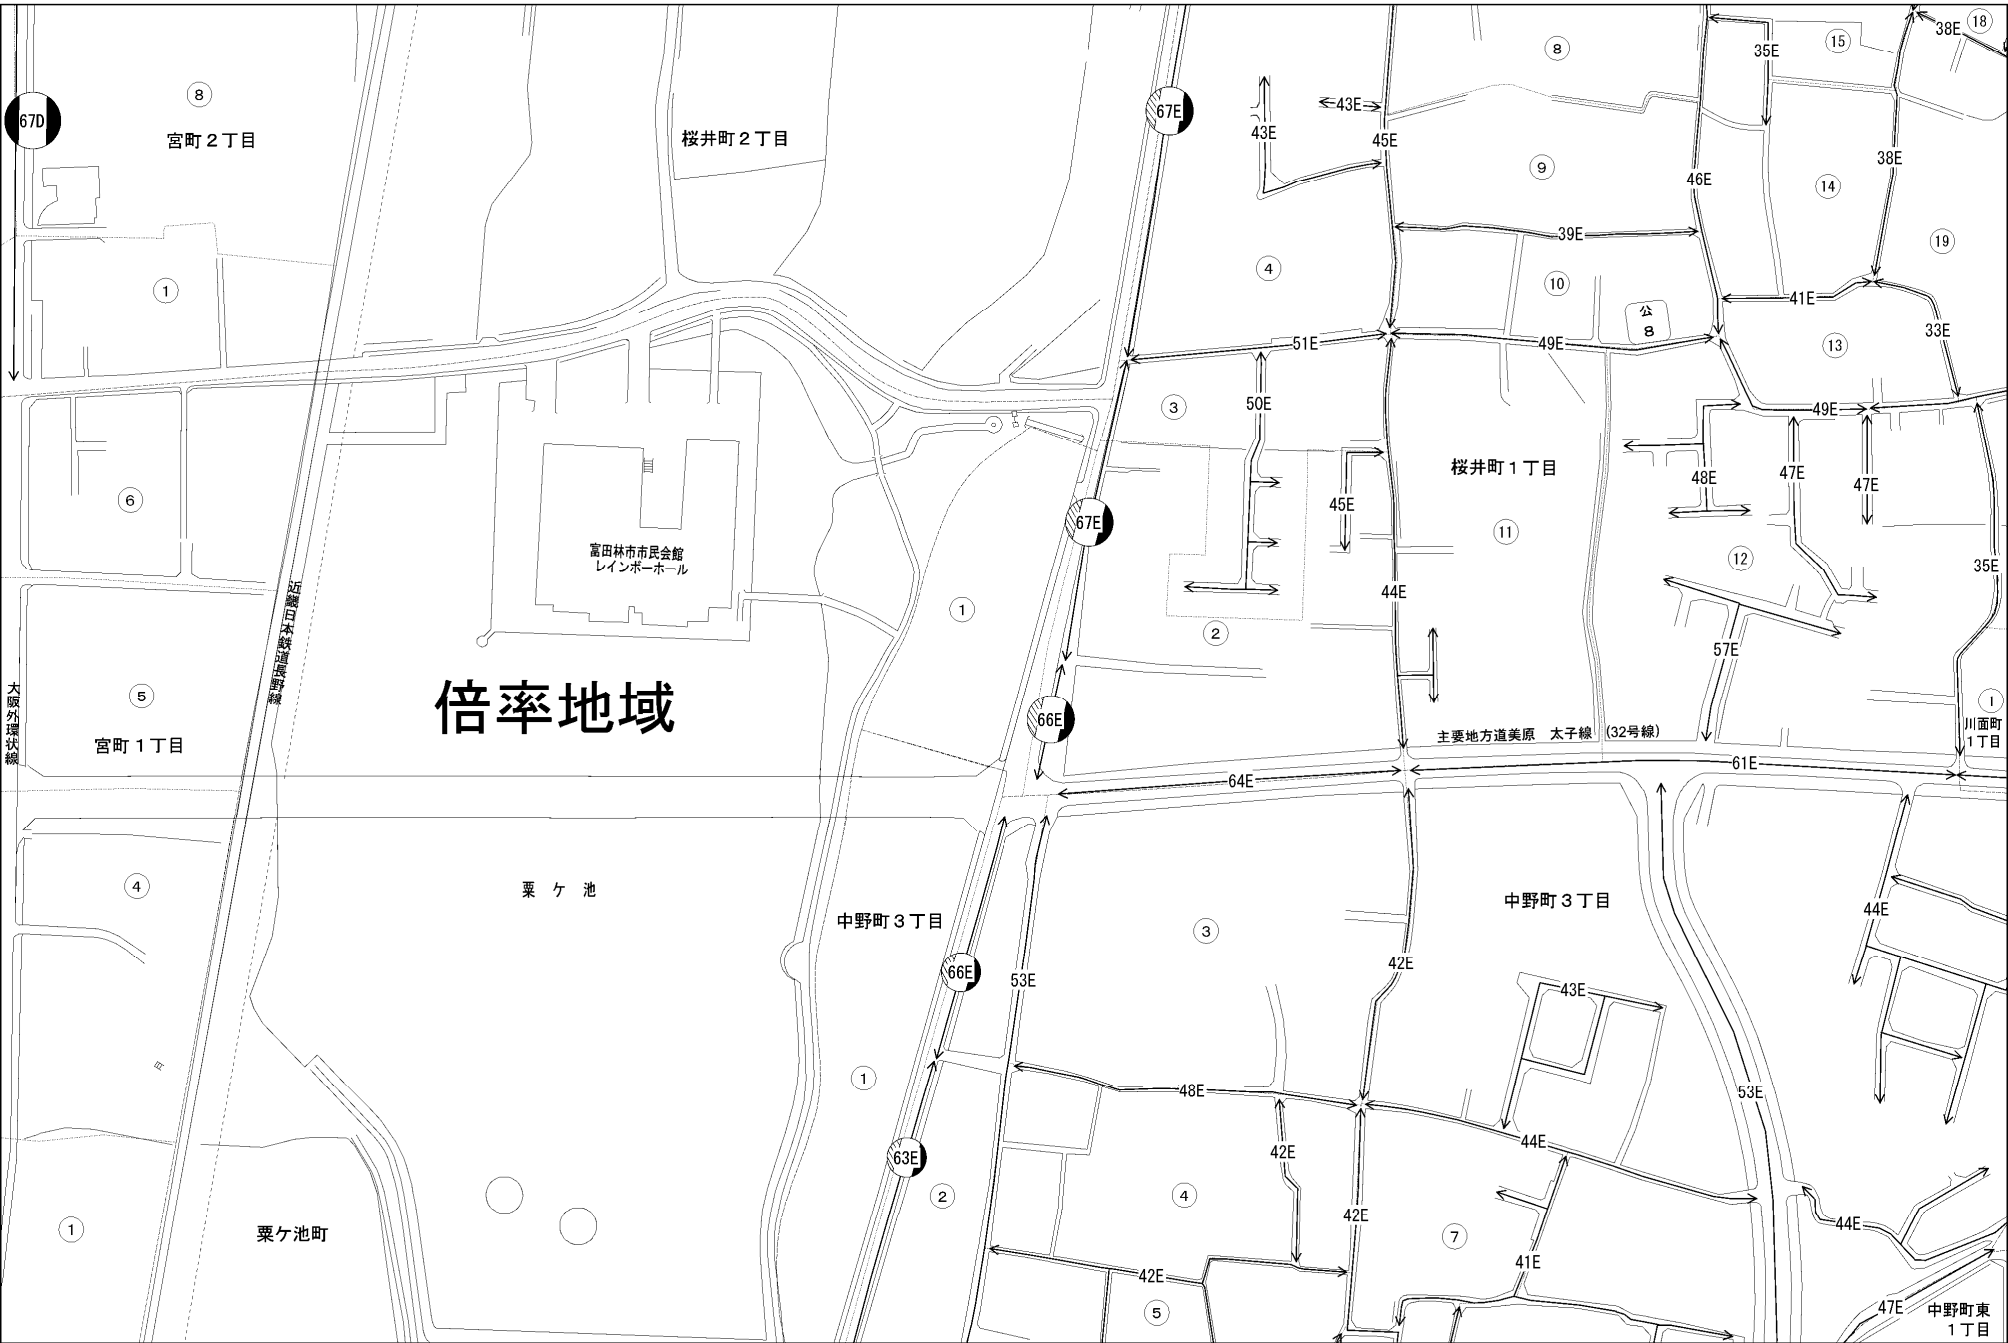 18
38E
15
35E
8
8
67D
67E
43E
43E
宮町2丁目
桜井町2丁目
45E
38E
9
46E
14
39E
19
4
10
1
41E
公
8
33E
51E
49E
13
3
50E
49E
桜井町1丁目
48E
47E
47E
6
45E
67E
11
富田林市市民会館
レインボーホール
12
35E
近畿日本鉄道長野線
44E
1
2
57E
5
大阪外環状線
倍率地域
1
66E
川面町
1丁目
宮町1丁目
主要地方道美原 太子線 (32号線)
61E
64E
4
粟ケ池
中野町3丁目
中野町3丁目
44E
3
42E
66E
53E
43E
1
48E
53E
44E
42E
63E
2
4
42E
44E
1
粟ケ池町
7
41E
42E
5
47E
中野町東
1丁目